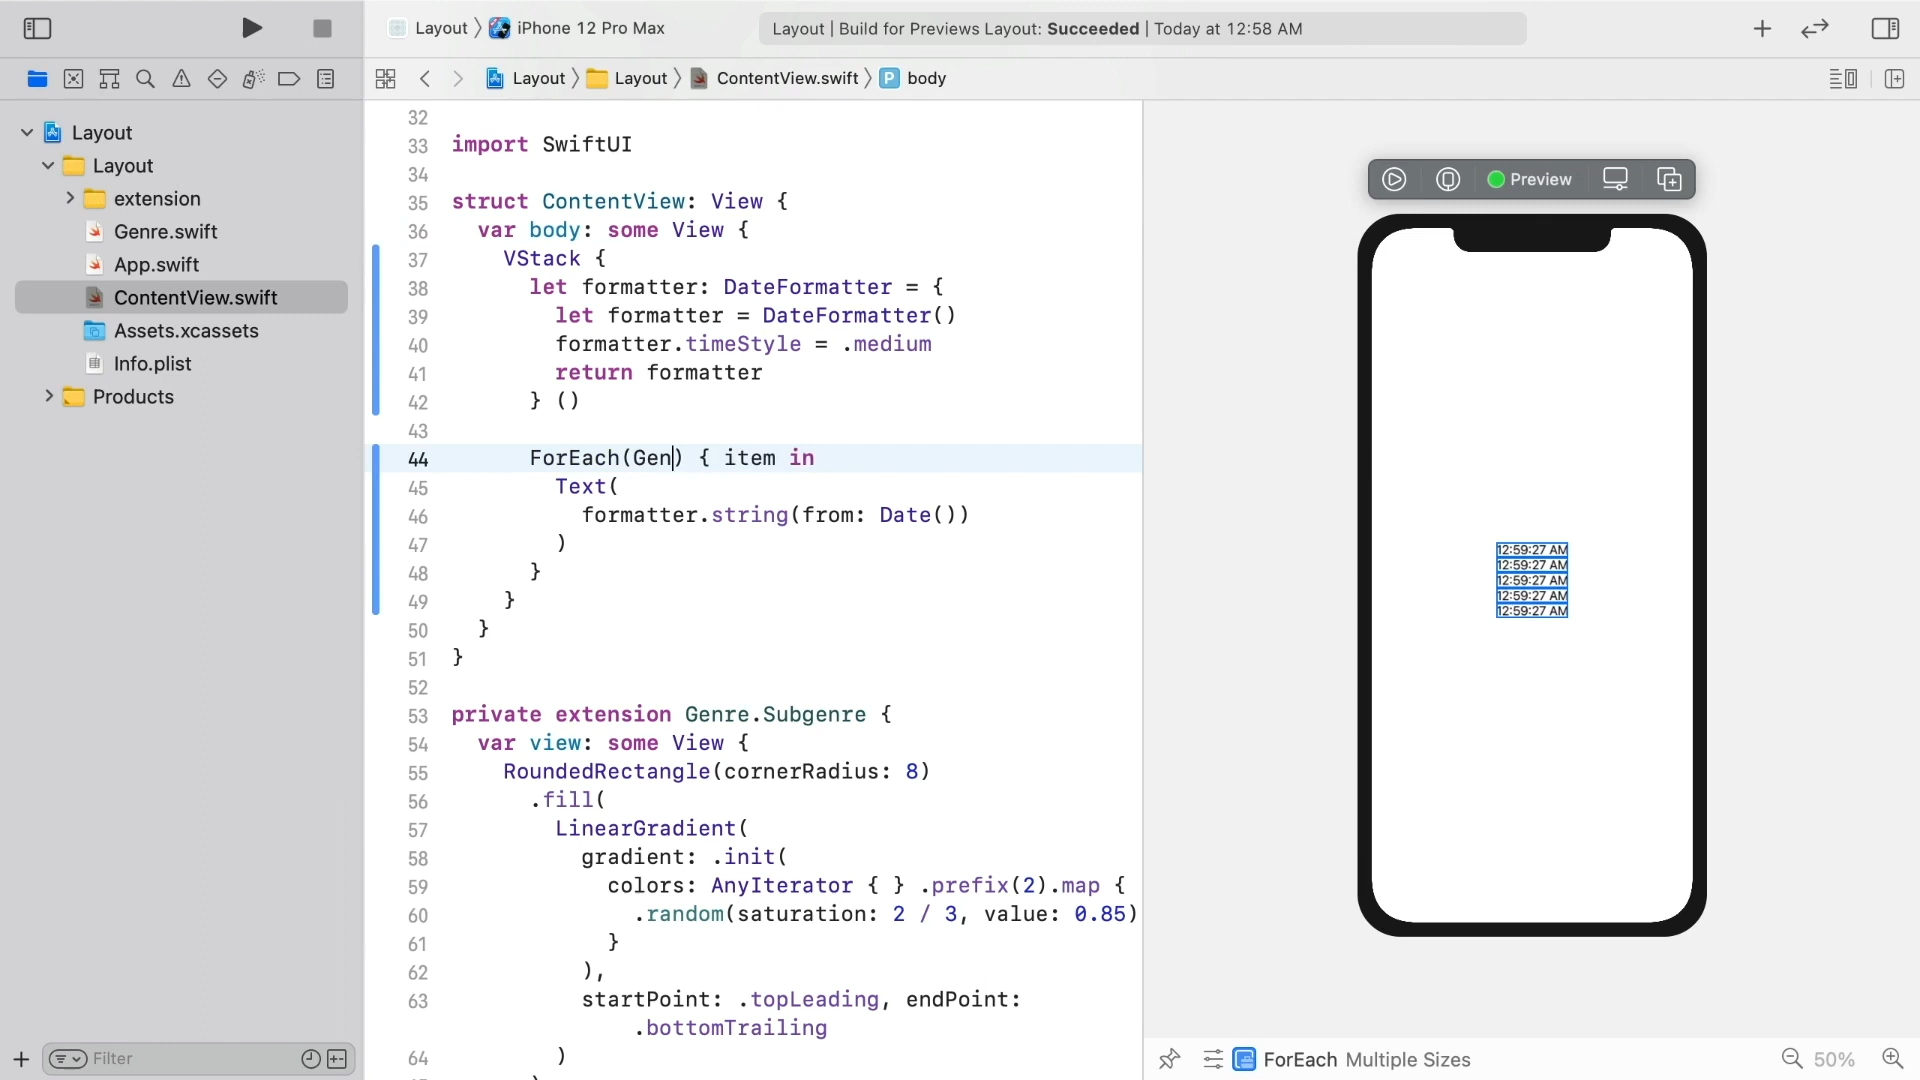 Layout iPhone 12 Pro Max
Layout | Build for Previews Layout: Succeeded | Today at 12:58 AM
Layout Layout ContentView.swift P body
Layout
Layout
extension
Genre.swift
App.swift
ContentView.swift
Assets.xcassets
Info.plist
Products
Filter
32
33 import SwiftUI
34
35 struct ContentView: View {
36 var body: some View {
37 VStack {
38 let formatter: DateFormatter = {
39 let formatter = DateFormatter()
40 formatter.timeStyle = .medium
41 return formatter
42 } ()
43
44 ForEach(Gen) { item in
45 Text(
46 formatter.string(from: Date())
47 )
48 }
49 }
50 }
51 }
52
53 private extension Genre.Subgenre {
54 var view: some View {
55 RoundedRectangle(cornerRadius: 8)
56 .fill(
57 LinearGradient(
58 gradient: .init(
59 colors: AnyIterator { } .prefix(2).map {
60 .random(saturation: 2 / 3, value: 0.85)
61 }
62 ),
63 startPoint: .topLeading, endPoint:
.bottomTrailing
64 )
Preview
12:59:27 AM
12:59:27 AM
12:59:27 AM
12:59:27 AM
12:59:27 AM
ForEach Multiple Sizes
50%